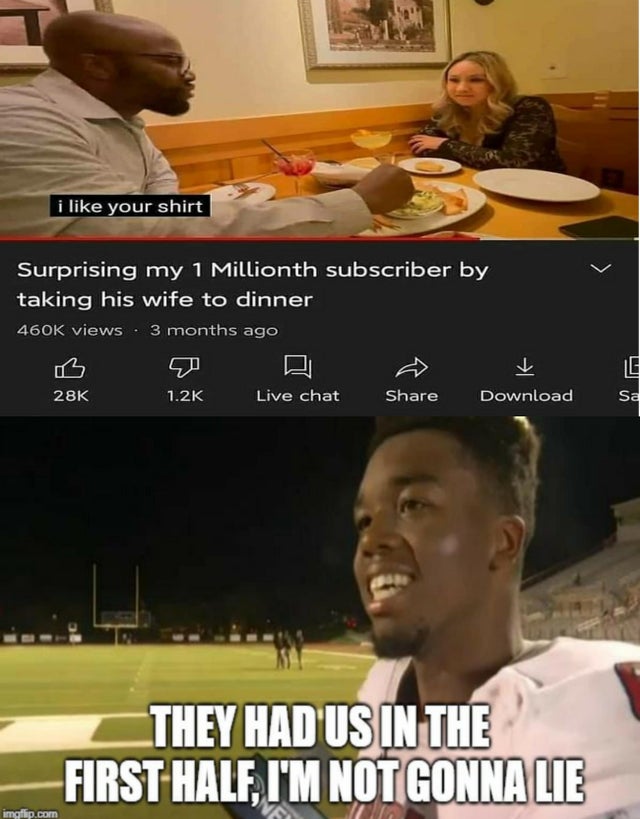 i like your shirt
Surprising my 1 Millionth subscriber by
taking his wife to dinner
460K views · 3 months ago
28K
1.2K
Live chat
Share
Download
Sa
THEY HAD US IN THE
FIRST HALF, I'M NOT GONNA LIE
imgflip.com